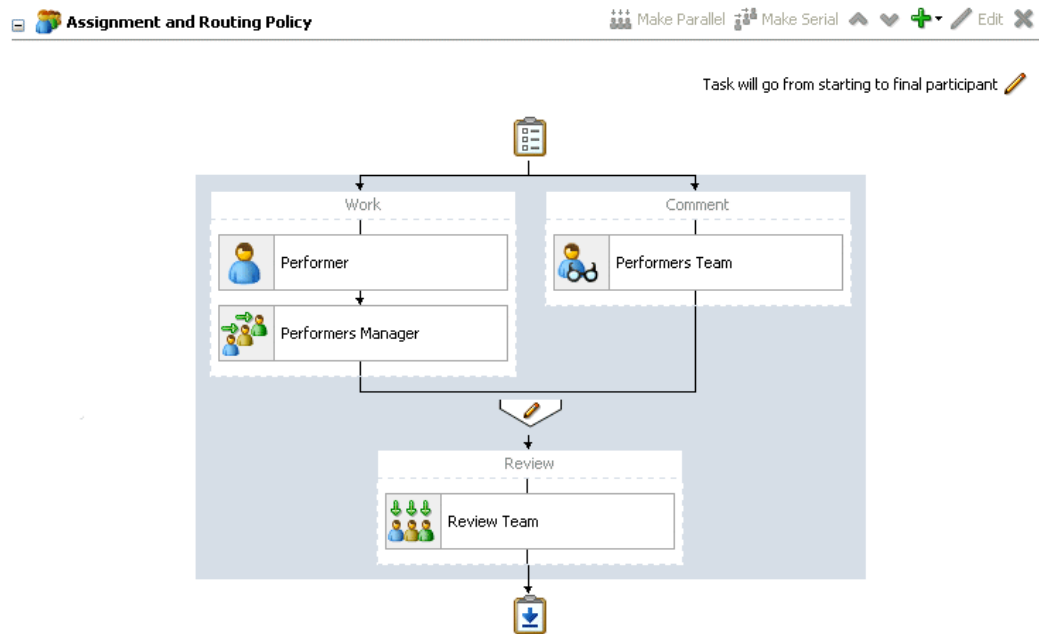 Assignment and Routing Policy
Make Parallel Make Serial Edit
Task will go from starting to final participant
Work
Comment
Performer
Performers Team
Performers Manager
Review
Review Team